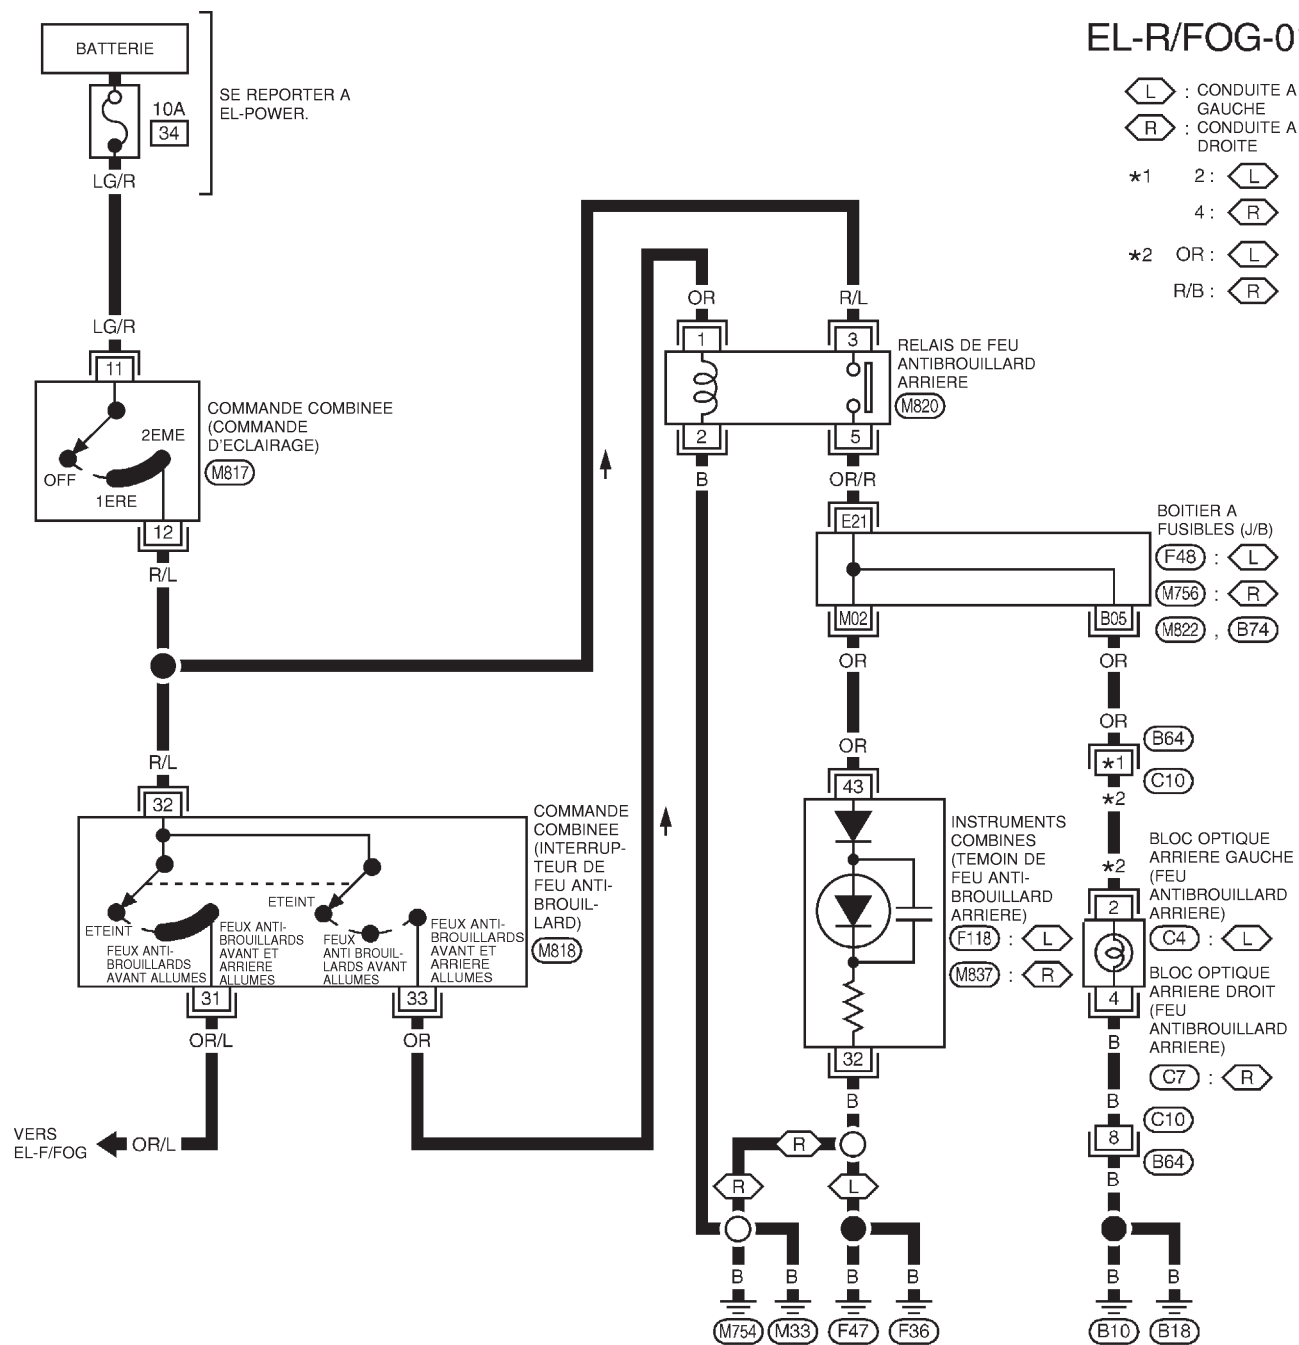 EL-R/FOG-0
BATTERIE
10A
34
SE REPORTER A
EL-POWER.
L : CONDUITE A
GAUCHE
R : CONDUITE A
DROITE
*1 2 : L
4 : R
*2 OR : L
R/B : R
LG/R
LG/R
11
COMMANDE COMBINEE
(COMMANDE
D'ECLAIRAGE)
M817
2EME
OFF
1ERE
12
R/L
R/L
32
OR
R/L
1
3
RELAIS DE FEU
ANTIBROUILLARD
ARRIERE
M820
2
5
B
OR/R
E21
BOITIER A
FUSIBLES (J/B)
F48 : L
M756 : R
M822 , B74
M02
B05
OR
OR
OR
OR
B64
*1
C10
*2
*2
43
INSTRUMENTS
COMBINES
(TEMOIN DE
FEU ANTI-
BROUILLARD
ARRIERE)
F118 : L
M837 : R
32
BLOC OPTIQUE
ARRIERE GAUCHE
(FEU
ANTIBROUILLARD
ARRIERE)
2
C4 : L
BLOC OPTIQUE
ARRIERE DROIT
(FEU
ANTIBROUILLARD
ARRIERE)
4
C7 : R
COMMANDE
COMBINEE
(INTERRUP-
TEUR DE
FEU ANTI-
BROUIL-
LARD)
M818
ETEINT
FEUX ANTI-
BROUILLARDS
AVANT ALLUMES
FEUX ANTI-
BROUILLARDS
AVANT ET
ARRIERE
ALLUMES
ETEINT
FEUX
ANTI BROUIL-
LARDS AVANT
ALLUMES
FEUX ANTI-
BROUILLARDS
AVANT ET
ARRIERE
ALLUMES
31
33
OR/L
OR
VERS
EL-F/FOG
OR/L
B
B
B
C10
8
B64
B
R
R
L
B
B
B
B
B
B
M754
M33
F47
F36
B10
B18